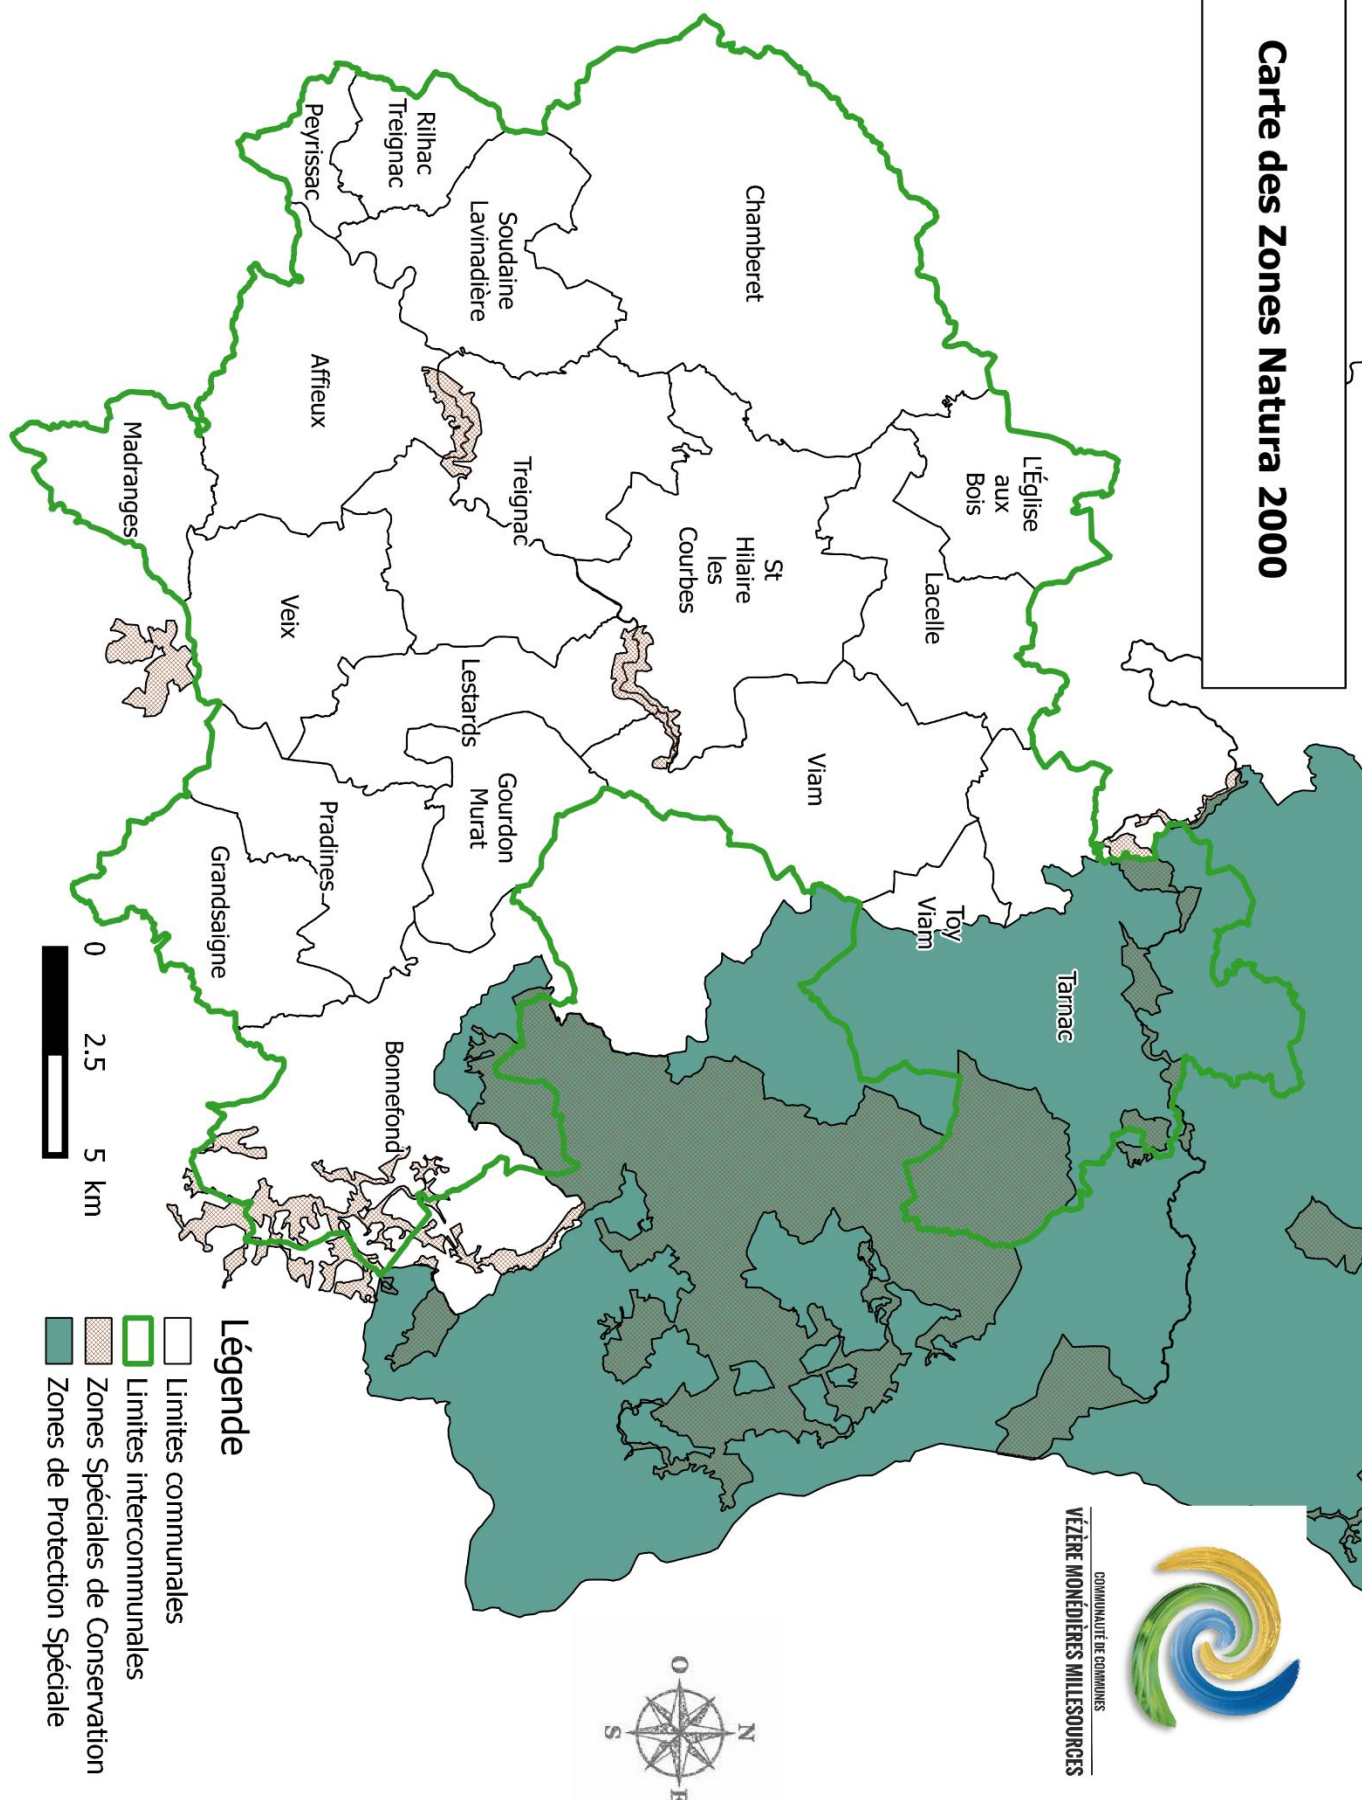 Carte des Zones Natura 2000
Chamberet
L'Église
aux
Bois
Lacelle
Rilhac
Treignac
Peyrissac
Soudaine
Lavinadière
St
Hilaire
les
Courbes
Viam
Toy
Viam
Tarnac
Treignac
Affieux
Madranges
Veix
Lestards
Gourdon
Murat
Pradines
Grandsaigne
Bonnefond
0 2.5 5 km
Légende
Limites communales
Limites intercommunales
Zones Spéciales de Conservation
Zones de Protection Spéciale
COMMUNAUTÉ DE COMMUNES
VÉZÈRE MONÉDIÈRES MILLESOURCES
N
O
E
S